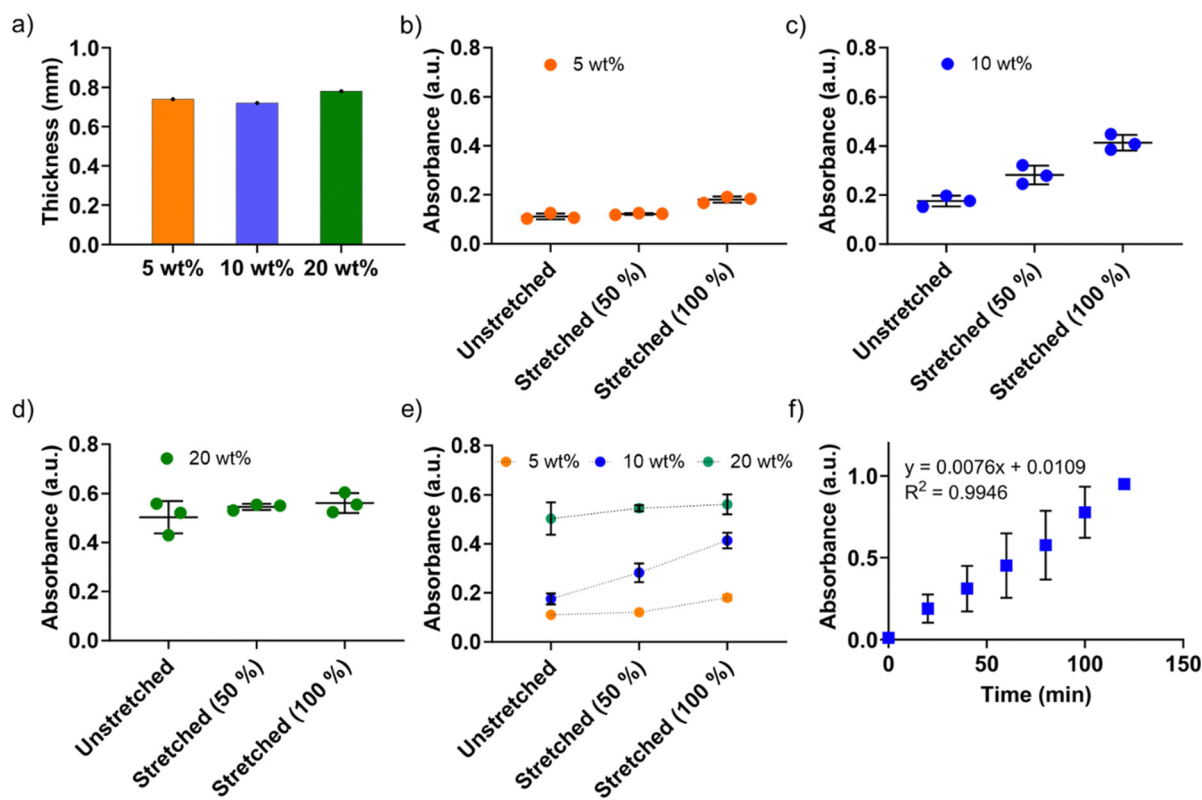 a)
Thickness (mm)
1.0
0.8
0.6
0.4
0.2
0.0
5 wt% 10 wt% 20 wt%
b)
Absorbance (a.u.)
0.8
0.6
0.4
0.2
0.0
5 wt%
Unstretched
Stretched (50 %)
Stretched (100 %)
c)
Absorbance (a.u.)
0.8
0.6
0.4
0.2
0.0
10 wt%
Unstretched
Stretched (50 %)
Stretched (100 %)
d)
Absorbance (a.u.)
0.8
0.6
0.4
0.2
0.0
20 wt%
Unstretched
Stretched (50 %)
Stretched (100 %)
e)
Absorbance (a.u.)
0.8
0.6
0.4
0.2
0.0
5 wt% 10 wt% 20 wt%
Unstretched
Stretched (50 %)
Stretched (100 %)
f)
Absorbance (a.u.)
1.0
0.5
0.0
y = 0.0076x + 0.0109
R² = 0.9946
0 50 100 150
Time (min)